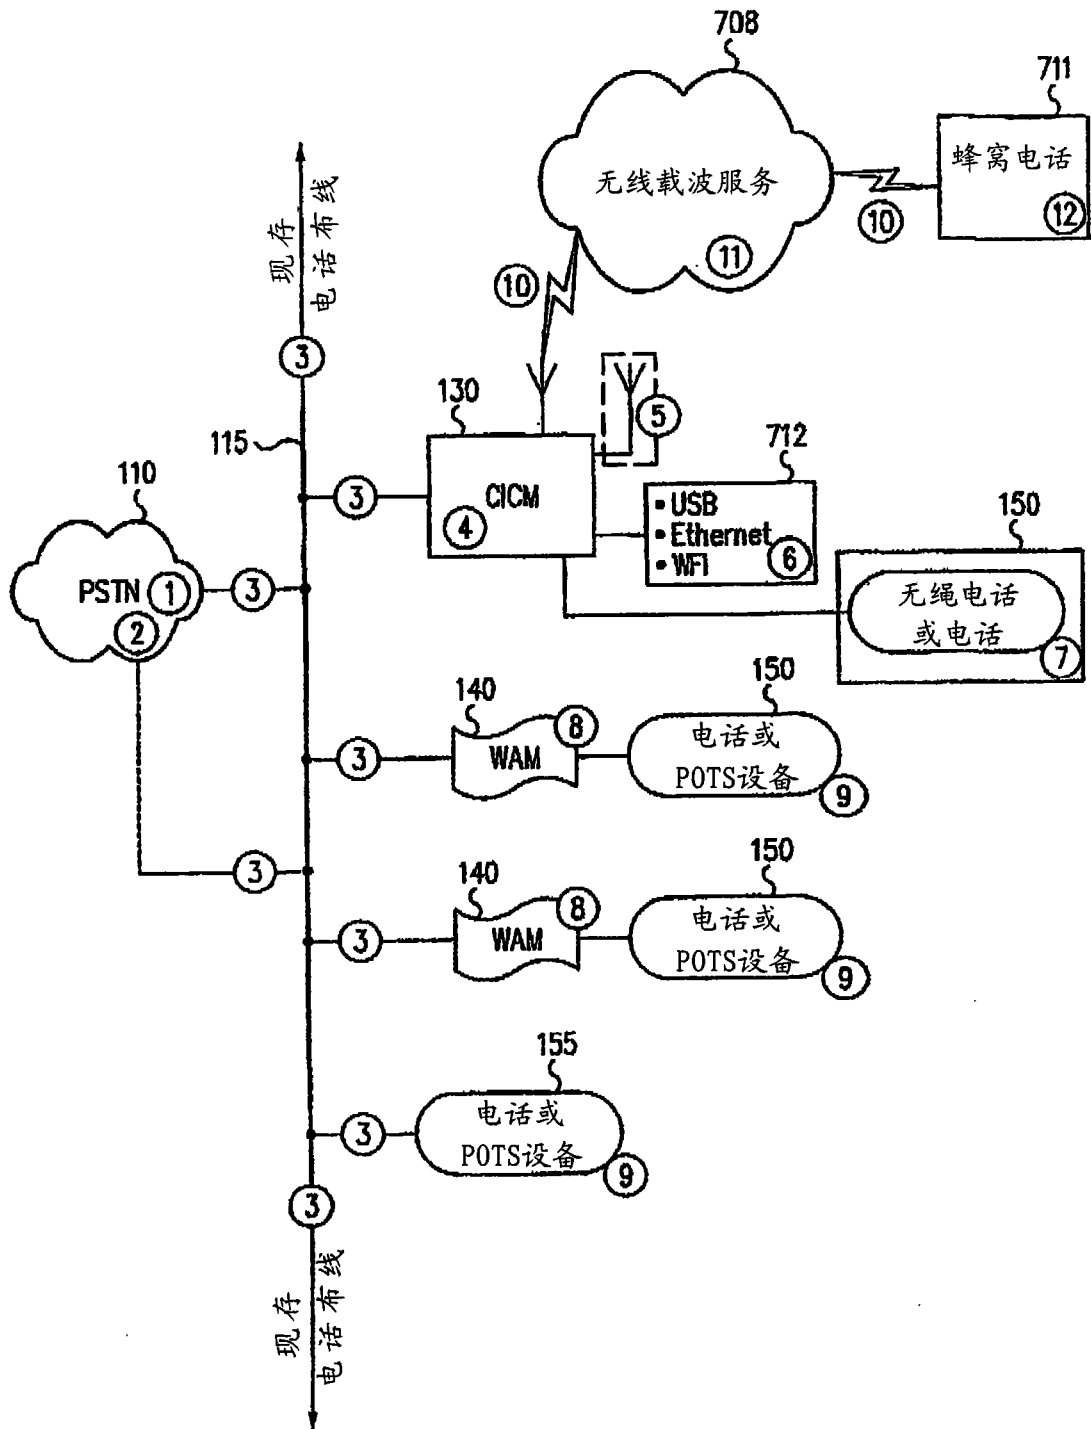 708
711
无线载波服务
11
蜂窝电话
12
10
10
现存
电话布线
3
115
130
CICM
4
5
3
712
• USB
• Ethernet
• WFI
6
150
无绳电话
或电话
7
110
PSTN
1
2
3
140
WAM
8
3
150
电话或
POTS设备
9
3
140
WAM
8
3
150
电话或
POTS设备
9
155
电话或
POTS设备
9
3
3
现存
电话布线